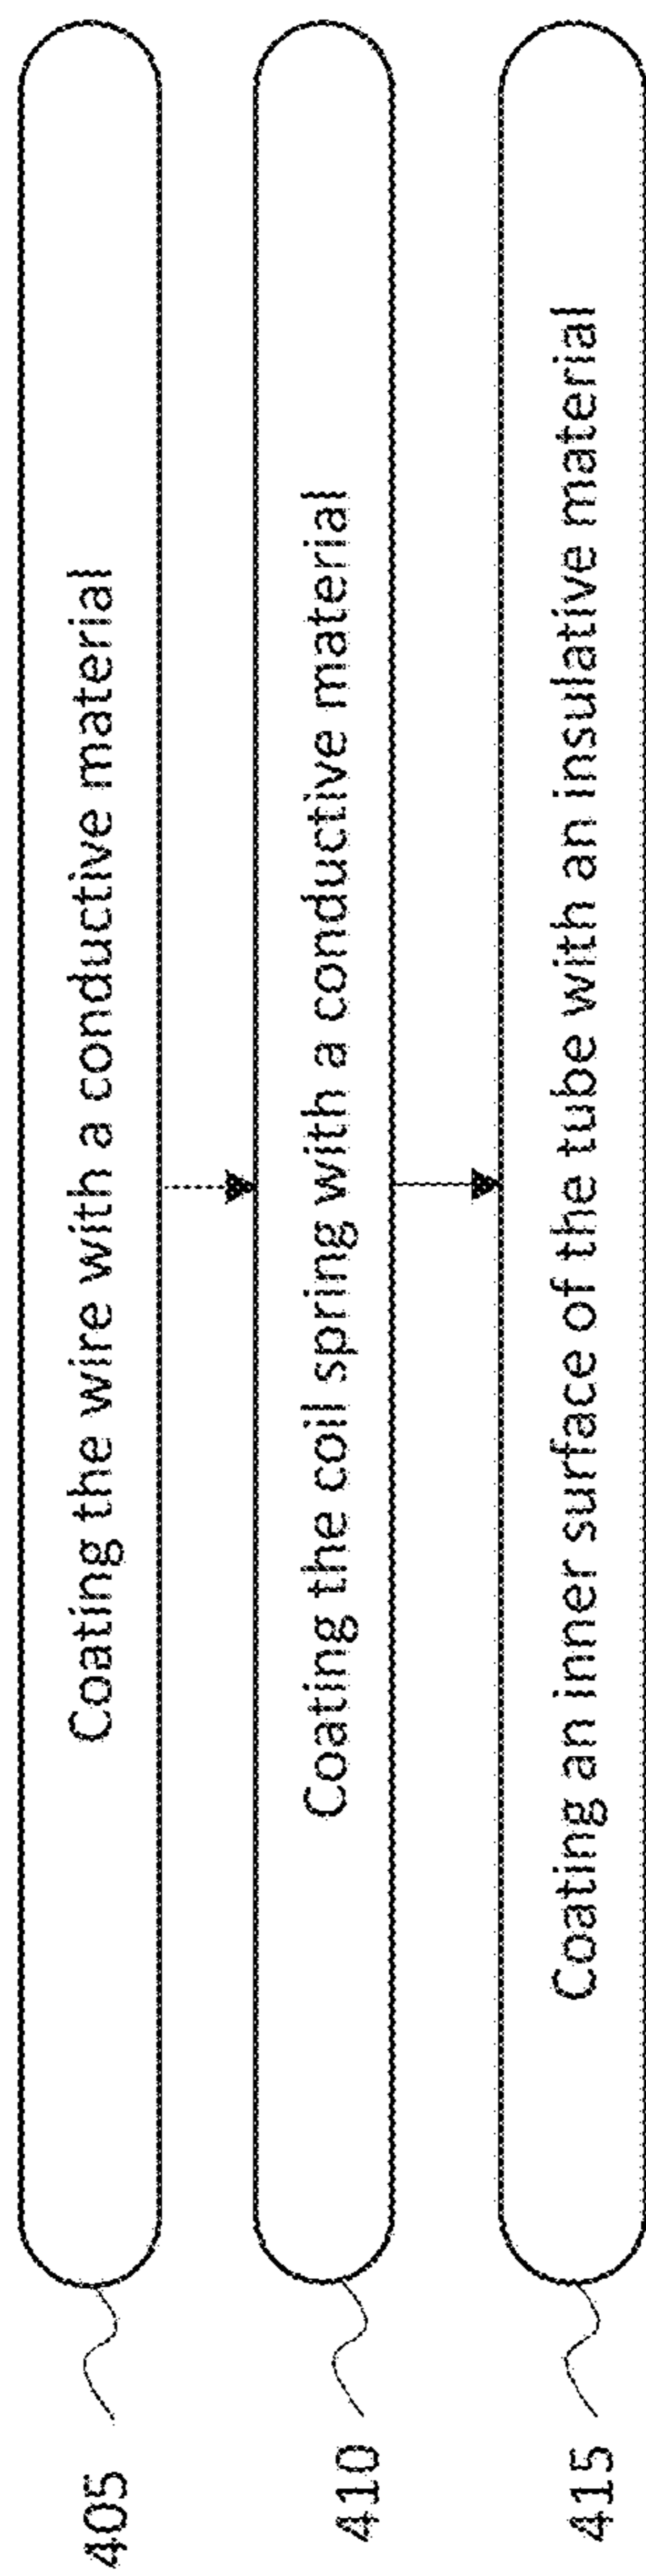 405
Coating the wire with a conductive material
410
Coating the coil spring with a conductive material
415
Coating an inner surface of the tube with an insulative material